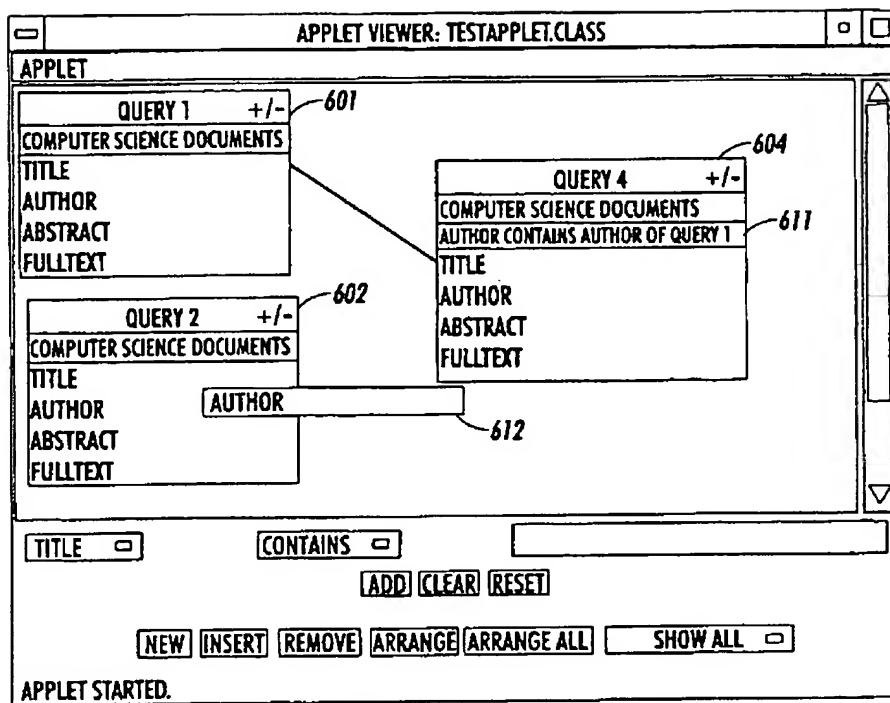 APPLET VIEWER: TESTAPPLET.CLASS
APPLET
QUERY 1 +/-
601
COMPUTER SCIENCE DOCUMENTS
TITLE
AUTHOR
ABSTRACT
FULLTEXT
604
QUERY 4 +/-
COMPUTER SCIENCE DOCUMENTS
AUTHOR CONTAINS AUTHOR OF QUERY 1
611
TITLE
AUTHOR
ABSTRACT
FULLTEXT
602
QUERY 2 +/-
COMPUTER SCIENCE DOCUMENTS
TITLE
AUTHOR
ABSTRACT
FULLTEXT
AUTHOR
612
TITLE CONTAINS
ADD CLEAR RESET
NEW INSERT REMOVE ARRANGE ARRANGE ALL SHOW ALL
APPLET STARTED.